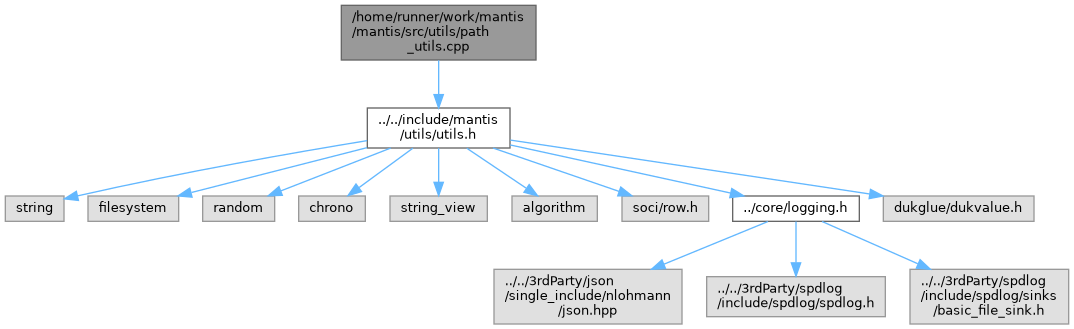 /home/runner/work/mantis
/mantis/src/utils/path
_utils.cpp
../../include/mantis
/utils/utils.h
string
filesystem
random
chrono
string_view
algorithm
soci/row.h
../core/logging.h
dukglue/dukvalue.h
../../3rdParty/json
/single_include/nlohmann
/json.hpp
../../3rdParty/spdlog
/include/spdlog/spdlog.h
../../3rdParty/spdlog
/include/spdlog/sinks
/basic_file_sink.h